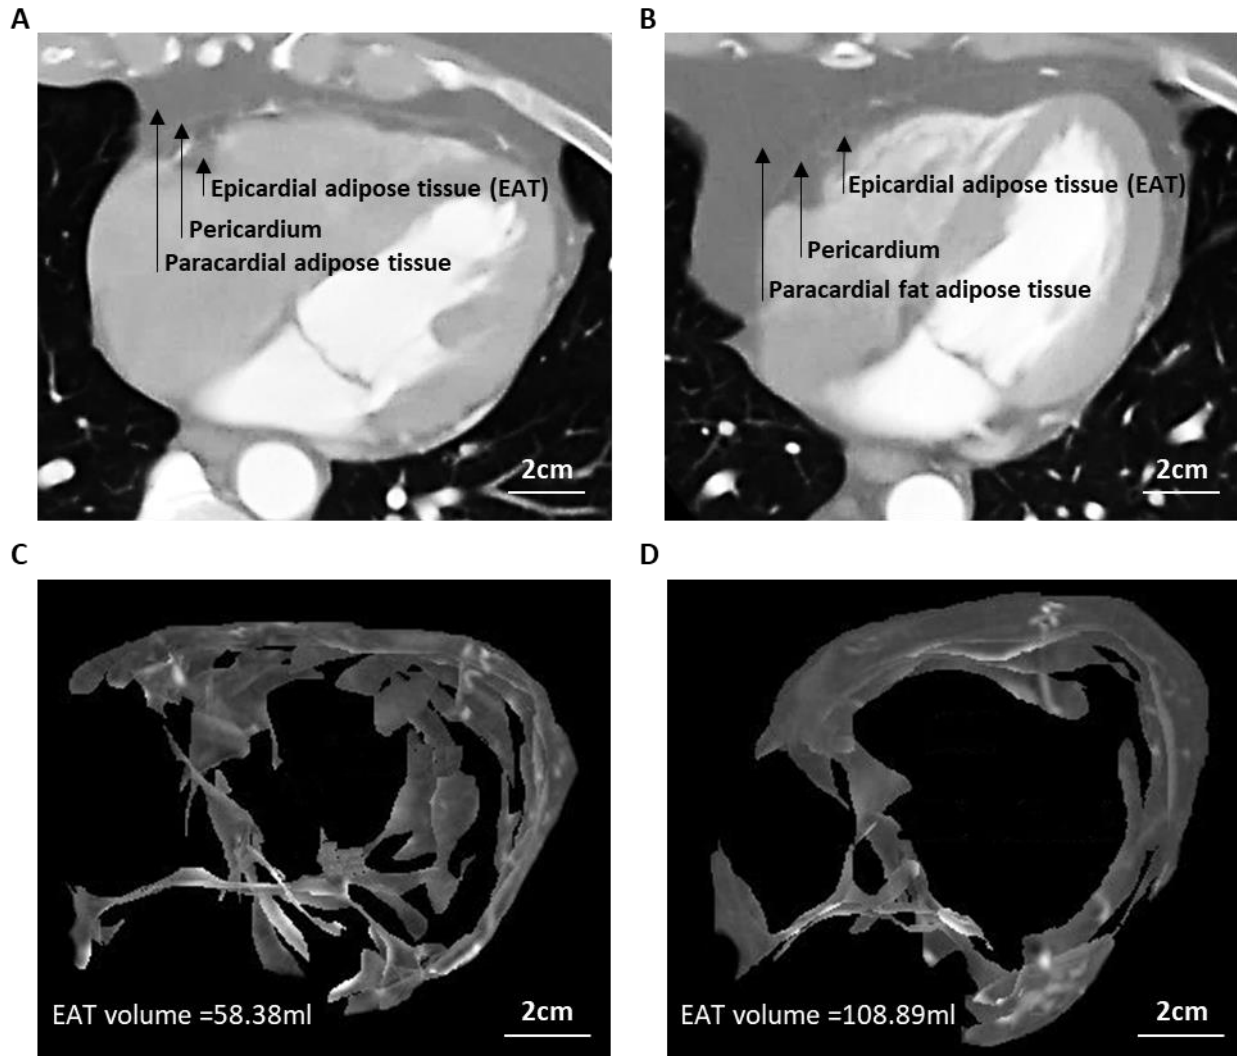 A
Epicardial adipose tissue (EAT)
Pericardium
Paracardial adipose tissue
2cm
B
Epicardial adipose tissue (EAT)
Pericardium
Paracardial fat adipose tissue
2cm
C
EAT volume =58.38ml
2cm
D
EAT volume =108.89ml
2cm